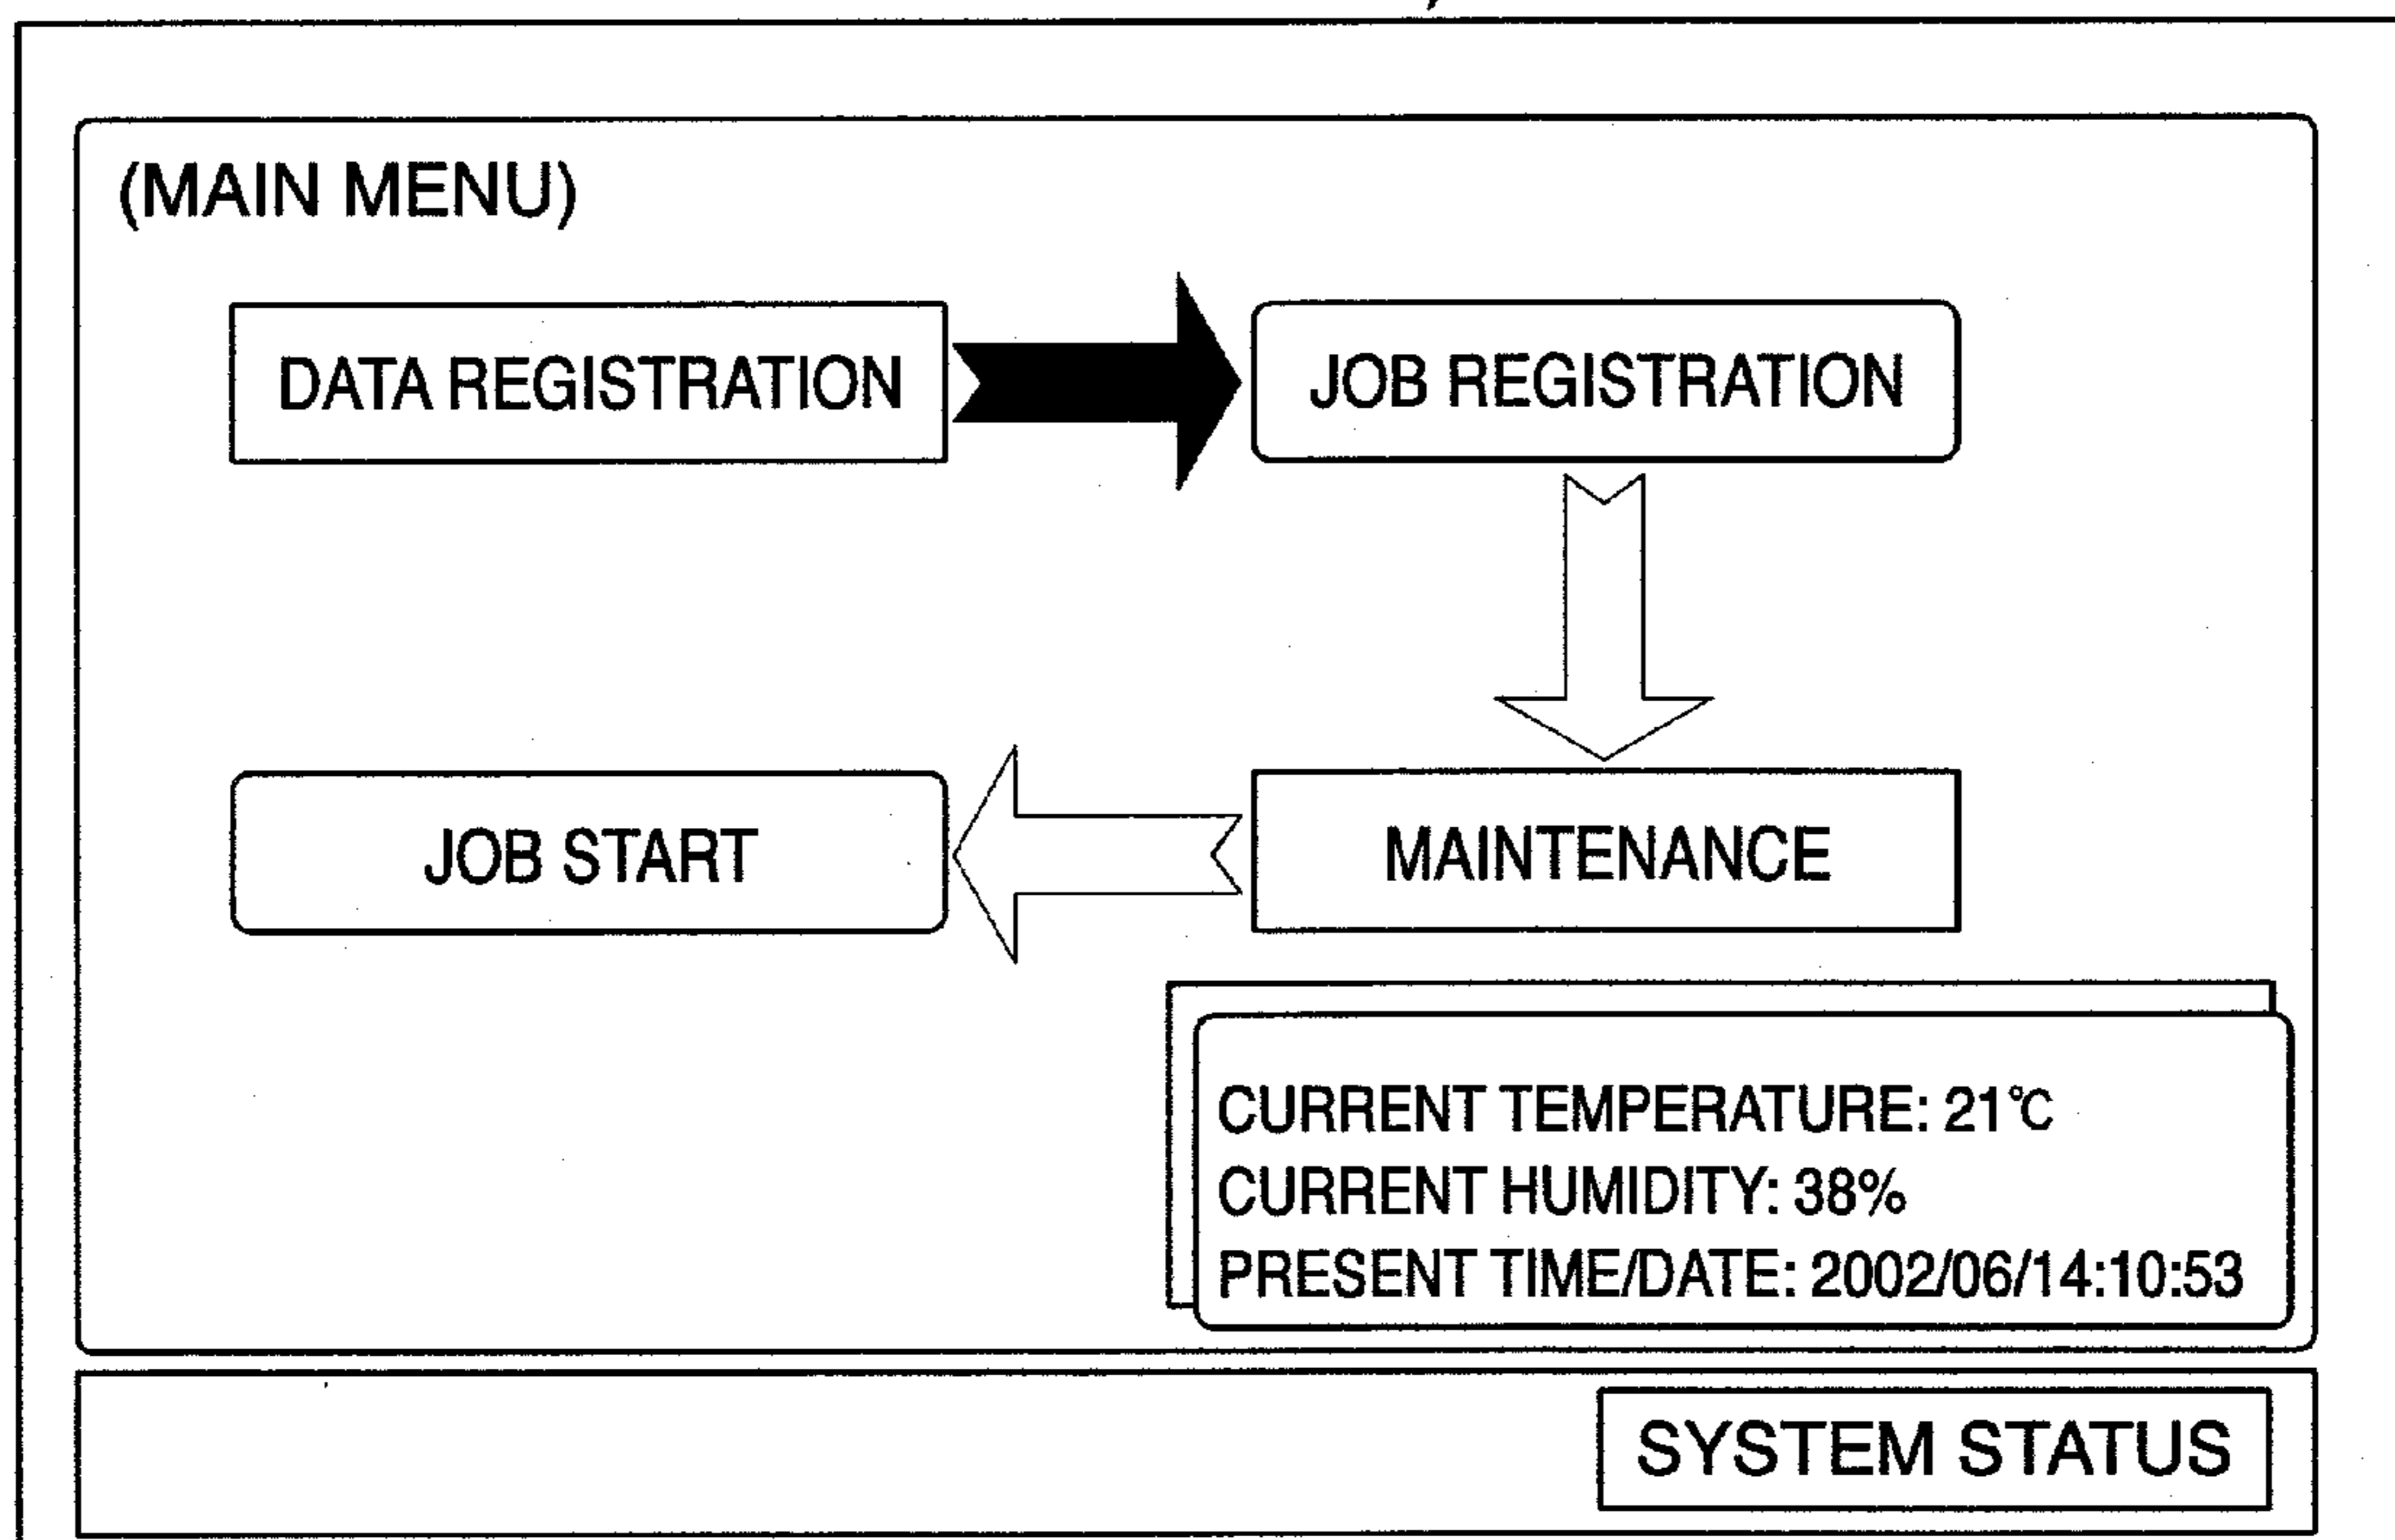 (MAIN MENU)
DATA REGISTRATION
JOB REGISTRATION
JOB START
MAINTENANCE
CURRENT TEMPERATURE: 21℃
CURRENT HUMIDITY: 38%
PRESENT TIME/DATE: 2002/06/14:10:53
SYSTEM STATUS